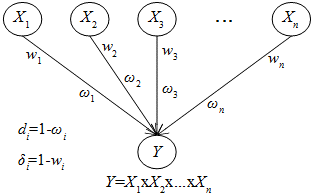 X₁ X₂ X₃ ... Xₙ
w₁ w₂ w₃ wₙ
ω₁ ω₂ ω₃ ωₙ
dᵢ=1-ωᵢ
δᵢ=1-wᵢ
Y
Y=X₁xX₂x...xXₙ